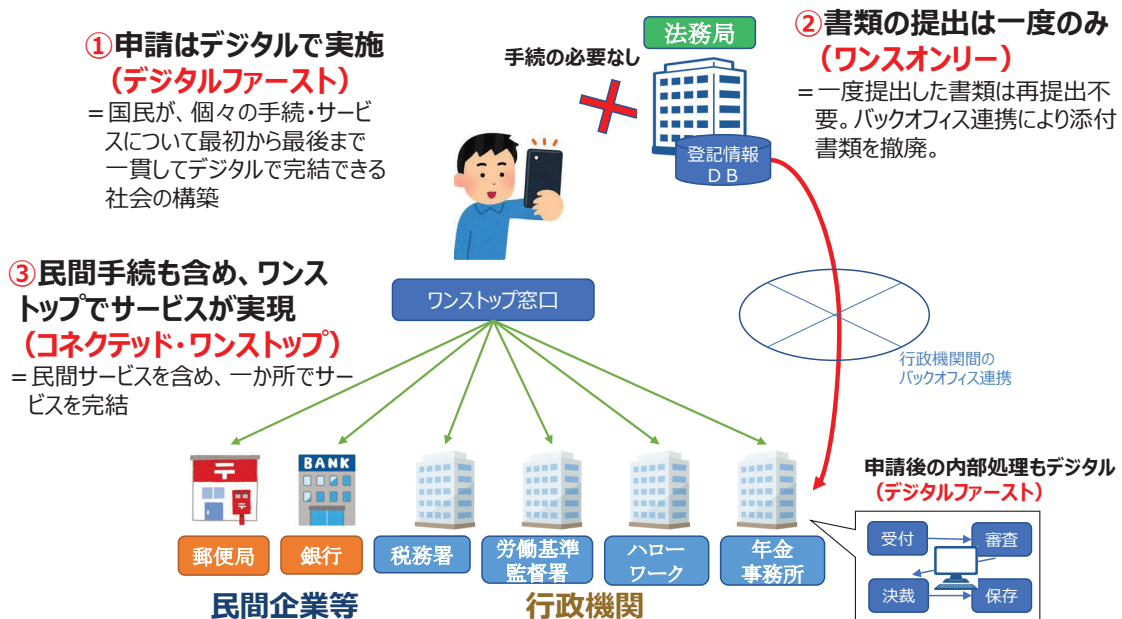 ①申請はデジタルで実施
（デジタルファースト）
＝国民が、個々の手続・サービ
スについて最初から最後まで
一貫してデジタルで完結できる
社会の構築
手続の必要なし
法務局
登記情報
ＤＢ
②書類の提出は一度のみ
（ワンスオンリー）
＝一度提出した書類は再提出不
要。バックオフィス連携により添付
書類を撤廃。
③民間手続も含め、ワンス
トップでサービスが実現
（コネクテッド・ワンストップ）
＝民間サービスを含め、一か所でサー
ビスを完結
ワンストップ窓口
行政機関間の
バックオフィス連携
〒
BANK
郵便局
銀行
税務署
労働基準
監督署
ハロー
ワーク
年金
事務所
民間企業等
行政機関
申請後の内部処理もデジタル
（デジタルファースト）
受付
審査
決裁
保存